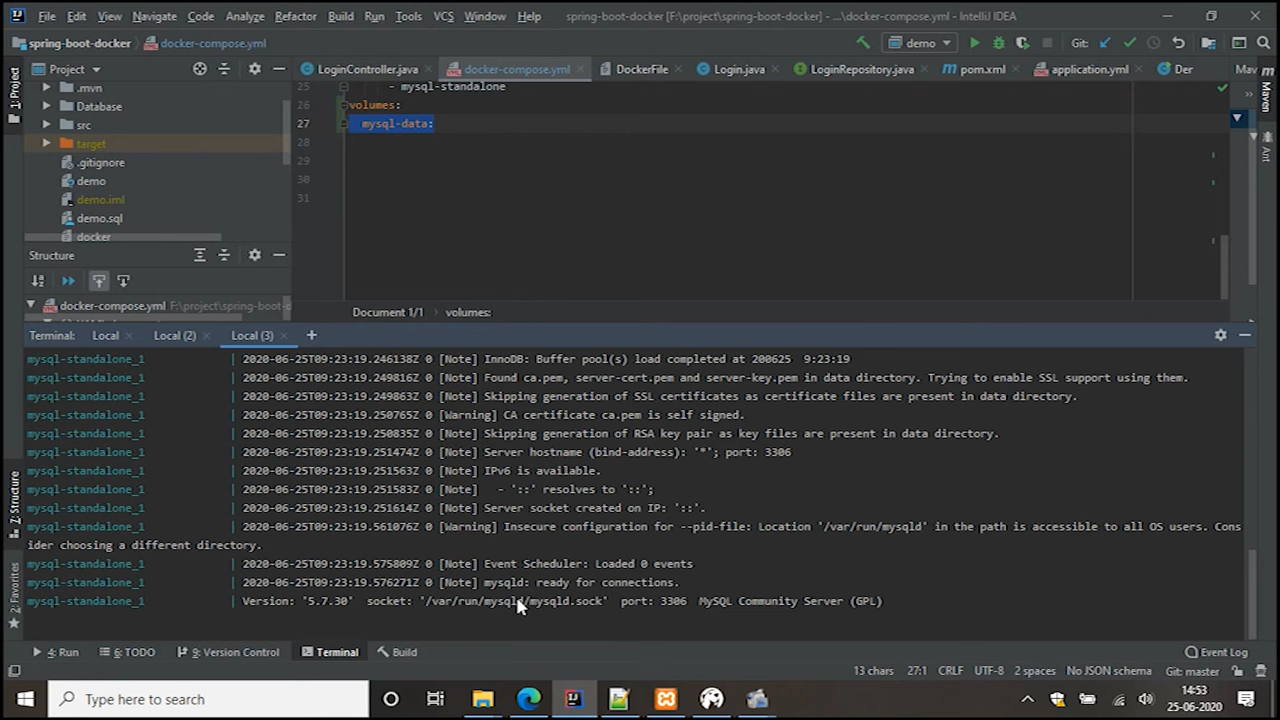 File Edit View Navigate Code Analyze Refactor Build Run Tools VCS Window Help spring-boot-docker [F:\project\spring-boot-docker] - ...\docker-compose.yml - IntelliJ IDEA
spring-boot-docker docker-compose.yml demo Git:
1: Project
Project
LoginController.java docker-compose.yml DockerFile Login.java LoginRepository.java pom.xml application.yml Der Mav
.mvn
Database
src
target
.gitignore
demo
demo.iml
demo.sql
docker
25 - mysql-standalone
26 volumes:
27 mysql-data:
28
29
30
31
Maven
Ant
Structure
docker-compose.yml F:\project\spring-boot-d
Document 1/1 volumes:
Terminal: Local Local (2) Local (3) +
mysql-standalone_1 | 2020-06-25T09:23:19.246138Z 0 [Note] InnoDB: Buffer pool(s) load completed at 200625 9:23:19
mysql-standalone_1 | 2020-06-25T09:23:19.249816Z 0 [Note] Found ca.pem, server-cert.pem and server-key.pem in data directory. Trying to enable SSL support using them.
mysql-standalone_1 | 2020-06-25T09:23:19.249863Z 0 [Note] Skipping generation of SSL certificates as certificate files are present in data directory.
mysql-standalone_1 | 2020-06-25T09:23:19.250765Z 0 [Warning] CA certificate ca.pem is self signed.
mysql-standalone_1 | 2020-06-25T09:23:19.250835Z 0 [Note] Skipping generation of RSA key pair as key files are present in data directory.
mysql-standalone_1 | 2020-06-25T09:23:19.251474Z 0 [Note] Server hostname (bind-address): '*'; port: 3306
mysql-standalone_1 | 2020-06-25T09:23:19.251563Z 0 [Note] IPv6 is available.
mysql-standalone_1 | 2020-06-25T09:23:19.251583Z 0 [Note] - '::' resolves to '::';
mysql-standalone_1 | 2020-06-25T09:23:19.251614Z 0 [Note] Server socket created on IP: '::'.
mysql-standalone_1 | 2020-06-25T09:23:19.561076Z 0 [Warning] Insecure configuration for --pid-file: Location '/var/run/mysqld' in the path is accessible to all OS users. Cons
ider choosing a different directory.
mysql-standalone_1 | 2020-06-25T09:23:19.575809Z 0 [Note] Event Scheduler: Loaded 0 events
mysql-standalone_1 | 2020-06-25T09:23:19.576271Z 0 [Note] mysqld: ready for connections.
mysql-standalone_1 | Version: '5.7.30' socket: '/var/run/mysqld/mysqld.sock' port: 3306 MySQL Community Server (GPL)
Z: Structure
2: Favorites
4: Run 6: TODO 9: Version Control Terminal Build Event Log
13 chars 27:1 CRLF UTF-8 2 spaces No JSON schema Git: master
Type here to search
14:53
25-06-2020